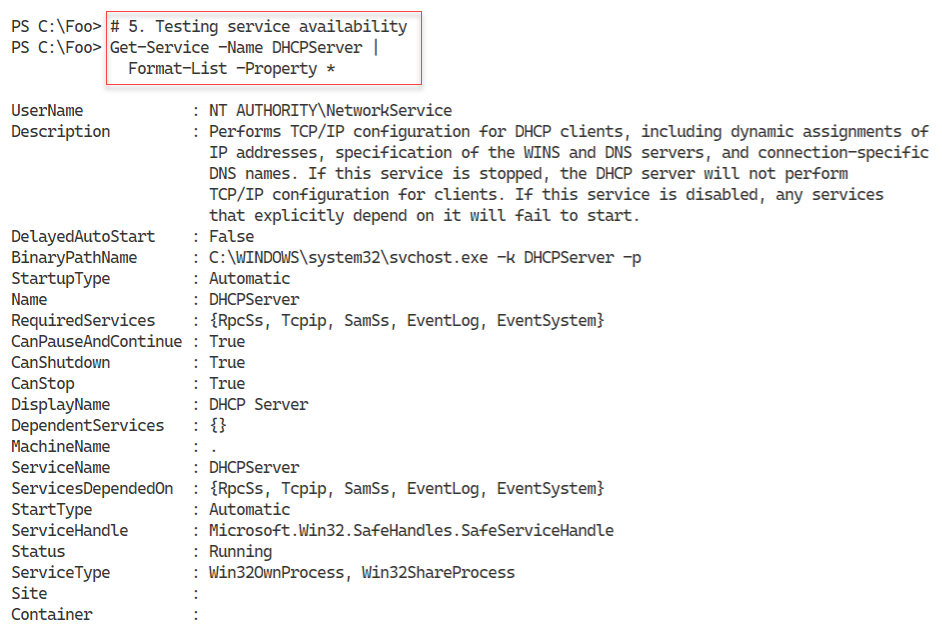 PS C:\Foo> # 5. Testing service availability
PS C:\Foo> Get-Service -Name DHCPServer |
Format-List -Property *
UserName : NT AUTHORITY\NetworkService
Description : Performs TCP/IP configuration for DHCP clients, including dynamic assignments of
IP addresses, specification of the WINS and DNS servers, and connection-specific
DNS names. If this service is stopped, the DHCP server will not perform
TCP/IP configuration for clients. If this service is disabled, any services
that explicitly depend on it will fail to start.
DelayedAutoStart : False
BinaryPathName : C:\WINDOWS\system32\svchost.exe -k DHCPServer -p
StartupType : Automatic
Name : DHCPServer
RequiredServices : {RpcSs, Tcpip, SamSs, EventLog, EventSystem}
CanPauseAndContinue : True
CanShutdown : True
CanStop : True
DisplayName : DHCP Server
DependentServices : {}
MachineName : .
ServiceName : DHCPServer
ServicesDependedOn : {RpcSs, Tcpip, SamSs, EventLog, EventSystem}
StartType : Automatic
ServiceHandle : Microsoft.Win32.SafeHandles.SafeServiceHandle
Status : Running
ServiceType : Win32OwnProcess, Win32ShareProcess
Site :
Container :